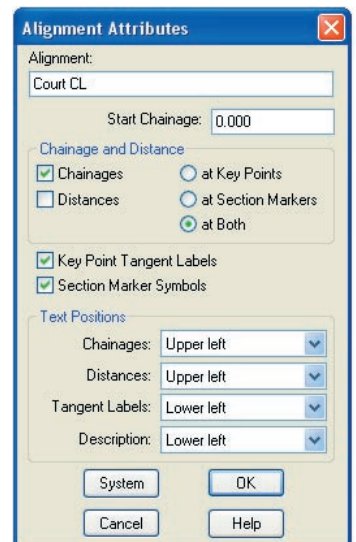 Alignment Attributes
Alignment:
Court CL
Start Chainage: 0.000
Chainage and Distance
Chainages at Key Points
Distances at Section Markers
at Both
Key Point Tangent Labels
Section Marker Symbols
Text Positions
Chainages: Upper left
Distances: Upper left
Tangent Labels: Lower left
Description: Lower left
System OK
Cancel Help